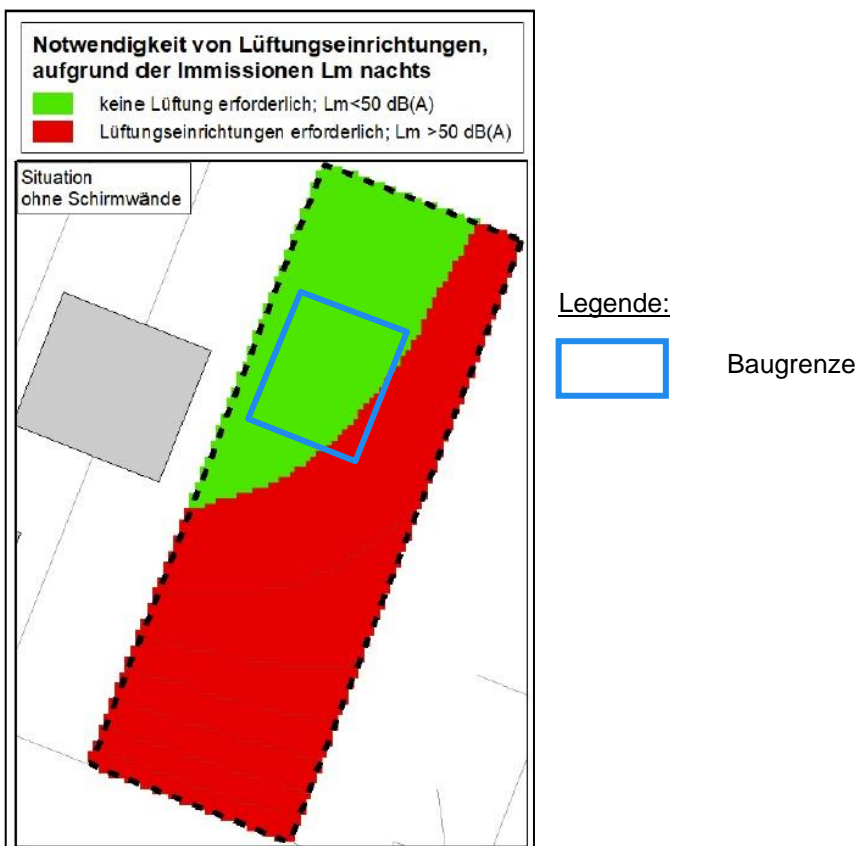 Notwendigkeit von Lüftungseinrichtungen,
aufgrund der Immissionen Lm nachts
keine Lüftung erforderlich; Lm<50 dB(A)
Lüftungseinrichtungen erforderlich; Lm >50 dB(A)
Situation
ohne Schirmwände
Legende:
Baugrenze